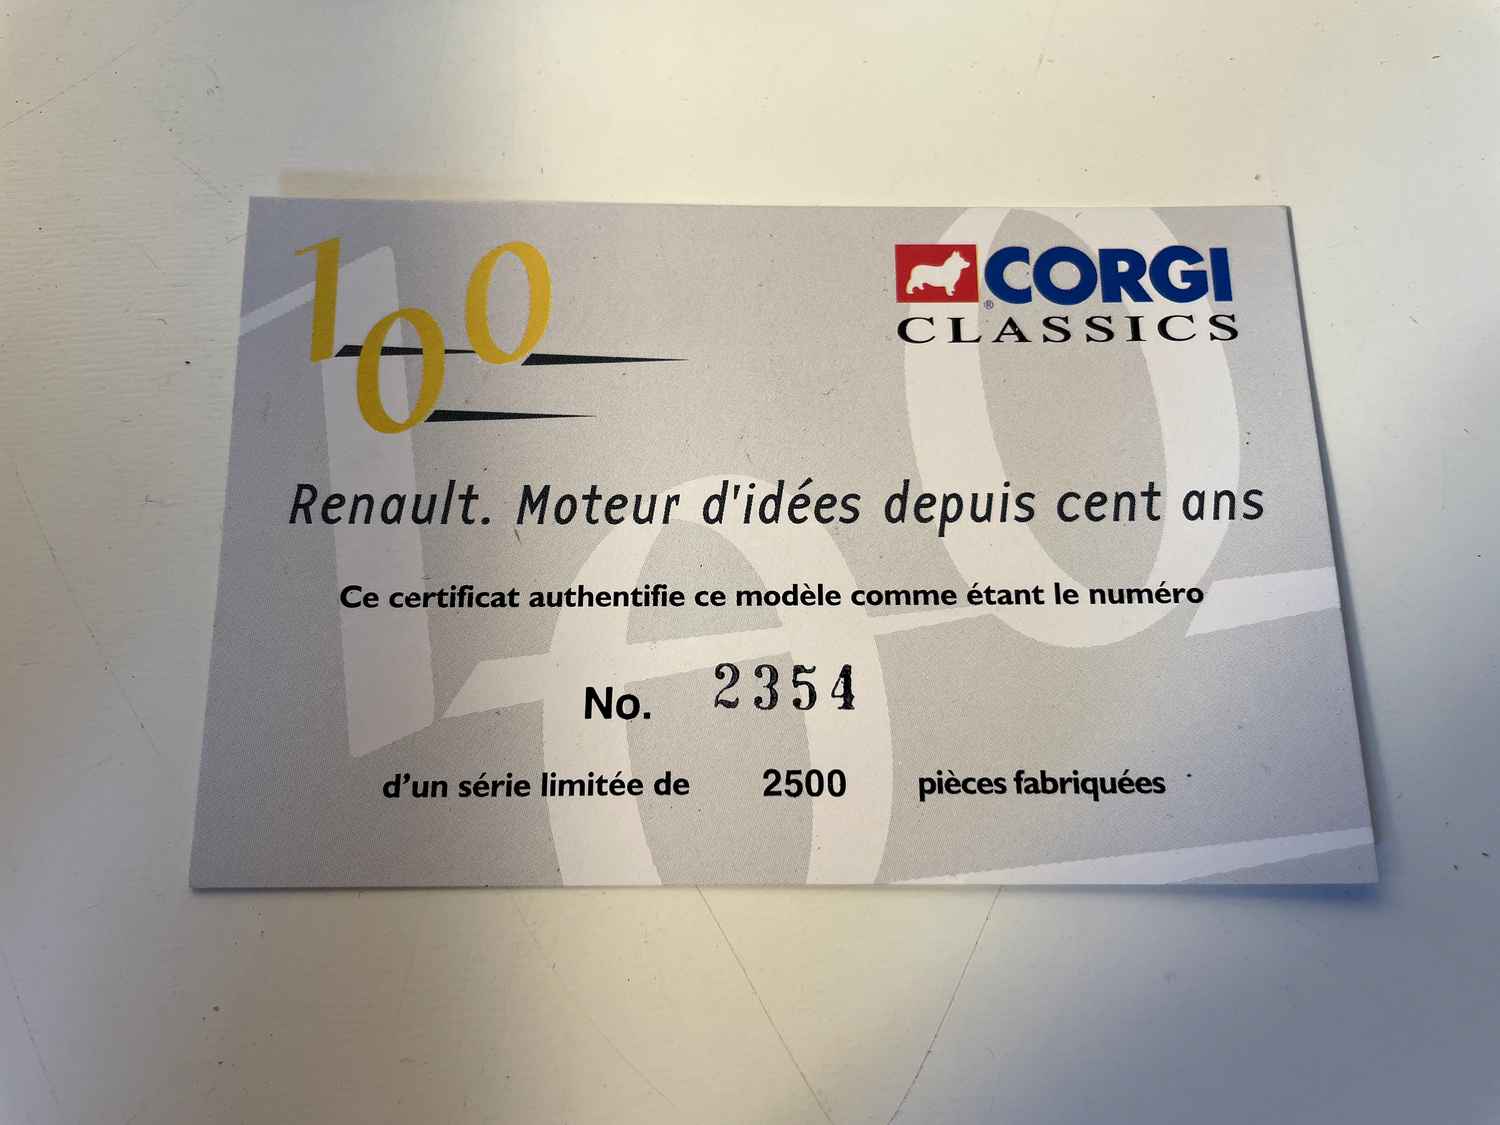 100
CORGI
CLASSICS
Renault. Moteur d'idées depuis cent ans
Ce certificat authentifie ce modèle comme étant le numéro
No. 2354
d'un série limitée de 2500 pièces fabriquées